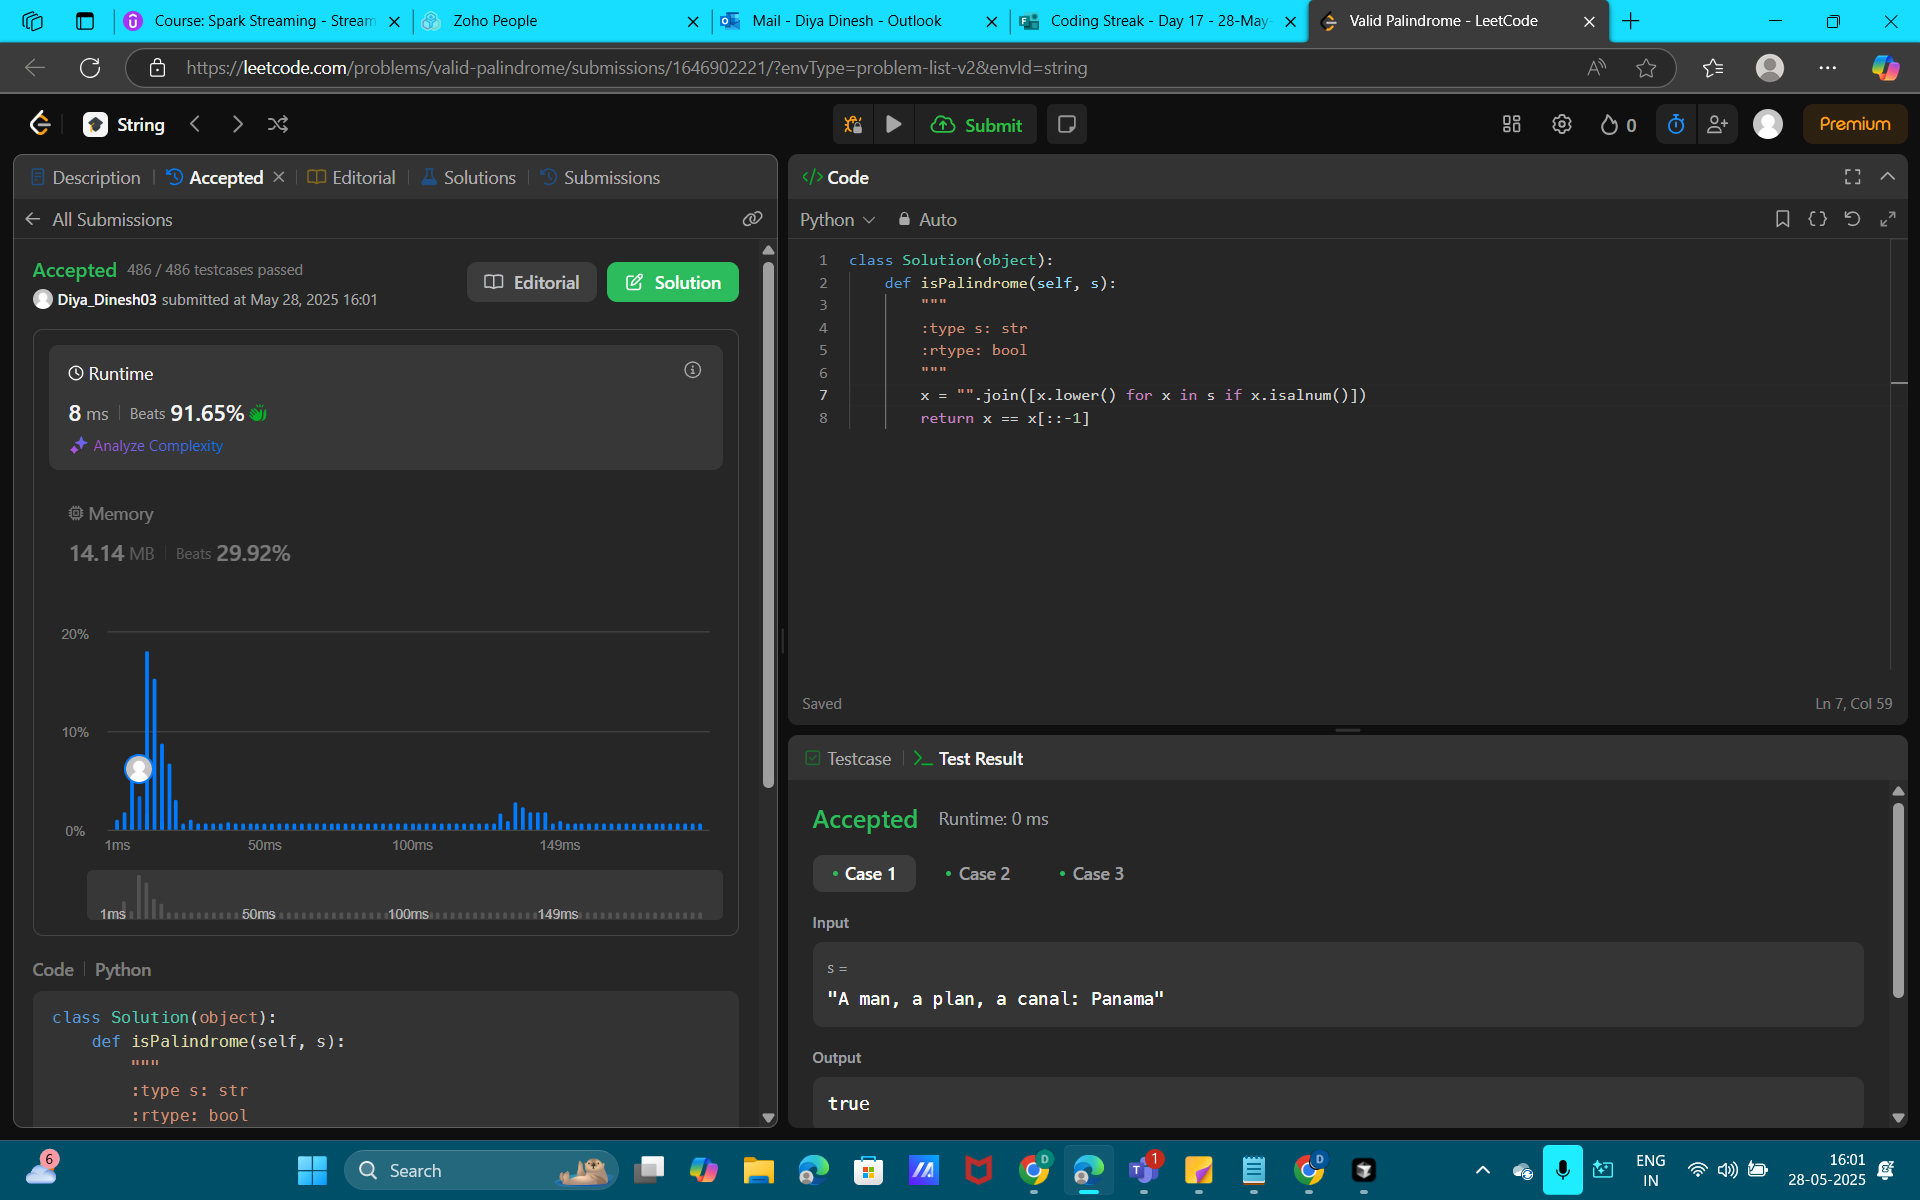 Course: Spark Streaming - Stream
Zoho People
Mail - Diya Dinesh - Outlook
Coding Streak - Day 17 - 28-May-
Valid Palindrome - LeetCode
https://leetcode.com/problems/valid-palindrome/submissions/1646902221/?envType=problem-list-v2&envId=string
String
Submit
0
Premium
Description
Accepted
Editorial
Solutions
Submissions
All Submissions
Accepted 486 / 486 testcases passed
Diya_Dinesh03 submitted at May 28, 2025 16:01
Editorial
Solution
Runtime
8 ms Beats 91.65%
Analyze Complexity
Memory
14.14 MB Beats 29.92%
20%
10%
0%
1ms 50ms 100ms 149ms
1ms 50ms 100ms 149ms
Code Python
class Solution(object):
def isPalindrome(self, s):
"""
:type s: str
:rtype: bool
</> Code
Python Auto
1 class Solution(object):
2 def isPalindrome(self, s):
3 """
4 :type s: str
5 :rtype: bool
6 """
7 x = "".join([x.lower() for x in s if x.isalnum()])
8 return x == x[::-1]
Saved
Ln 7, Col 59
Testcase
Test Result
Accepted Runtime: 0 ms
Case 1
Case 2
Case 3
Input
s =
"A man, a plan, a canal: Panama"
Output
true
6
Search
D
1
D
ENG
IN
16:01
28-05-2025